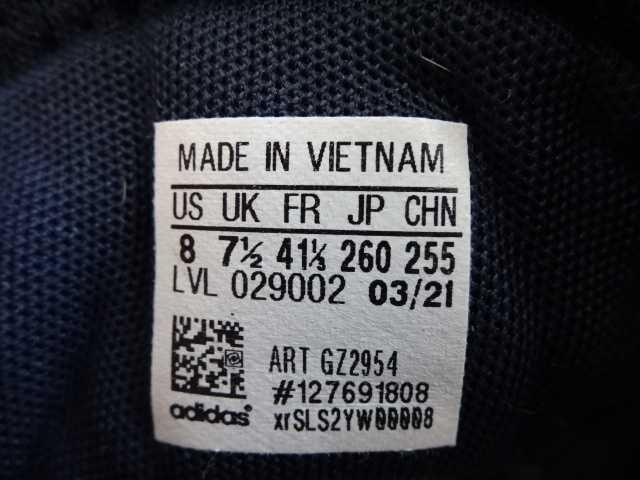 MADE IN VIETNAM
US UK FR JP CHN
8 7½ 41⅓ 260 255
LVL 029002 03/21
ART GZ2954
#127691808
adidas® xrSLS2YW00008